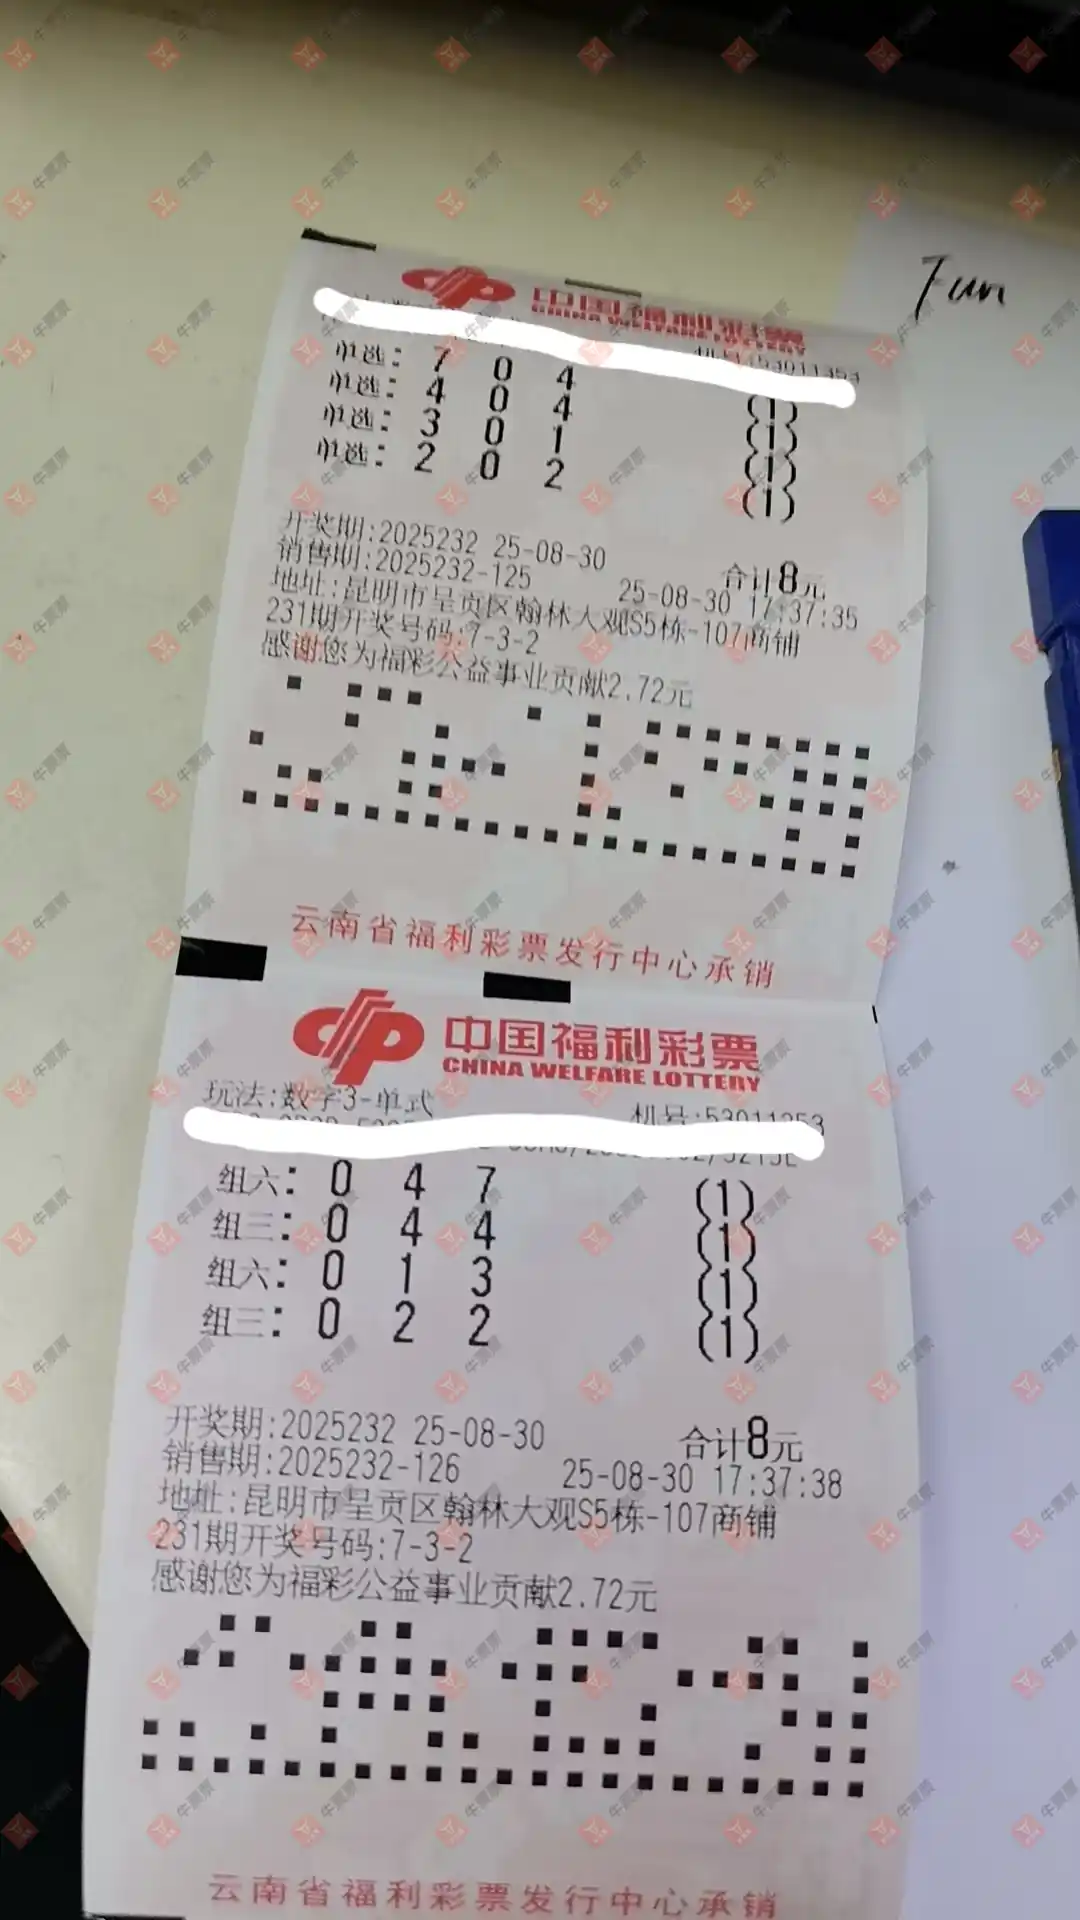 Fun
中国福利彩票
CHINA WELFARE LOTTERY
机号:53011353
单选: 7 0 4 (1)
单选: 4 0 4 (1)
单选: 3 0 1 (1)
单选: 2 0 2 (1)
开奖期:2025232 25-08-30 合计8元
销售期:2025232-125 25-08-30 17:37:35
地址:昆明市呈贡区翰林大观S5栋-107商铺
231期开奖号码:7-3-2
感谢您为福彩公益事业贡献2.72元
云南省福利彩票发行中心承销
中国福利彩票
CHINA WELFARE LOTTERY
玩法:数字3-单式 机号:53011353
组六: 0 4 7 (1)
组三: 0 4 4 (1)
组六: 0 1 3 (1)
组三: 0 2 2 (1)
开奖期:2025232 25-08-30 合计8元
销售期:2025232-126 25-08-30 17:37:38
地址:昆明市呈贡区翰林大观S5栋-107商铺
231期开奖号码:7-3-2
感谢您为福彩公益事业贡献2.72元
云南省福利彩票发行中心承销
牛票票